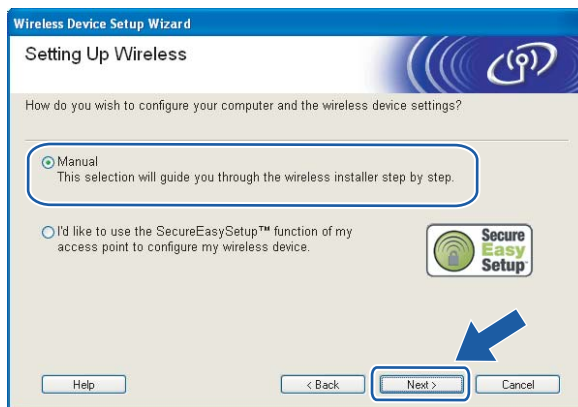 Wireless Device Setup Wizard
Setting Up Wireless
How do you wish to configure your computer and the wireless device settings?
Manual
This selection will guide you through the wireless installer step by step.
I'd like to use the SecureEasySetup™ function of my
access point to configure my wireless device.
Secure
Easy
Setup
Help
< Back
Next >
Cancel